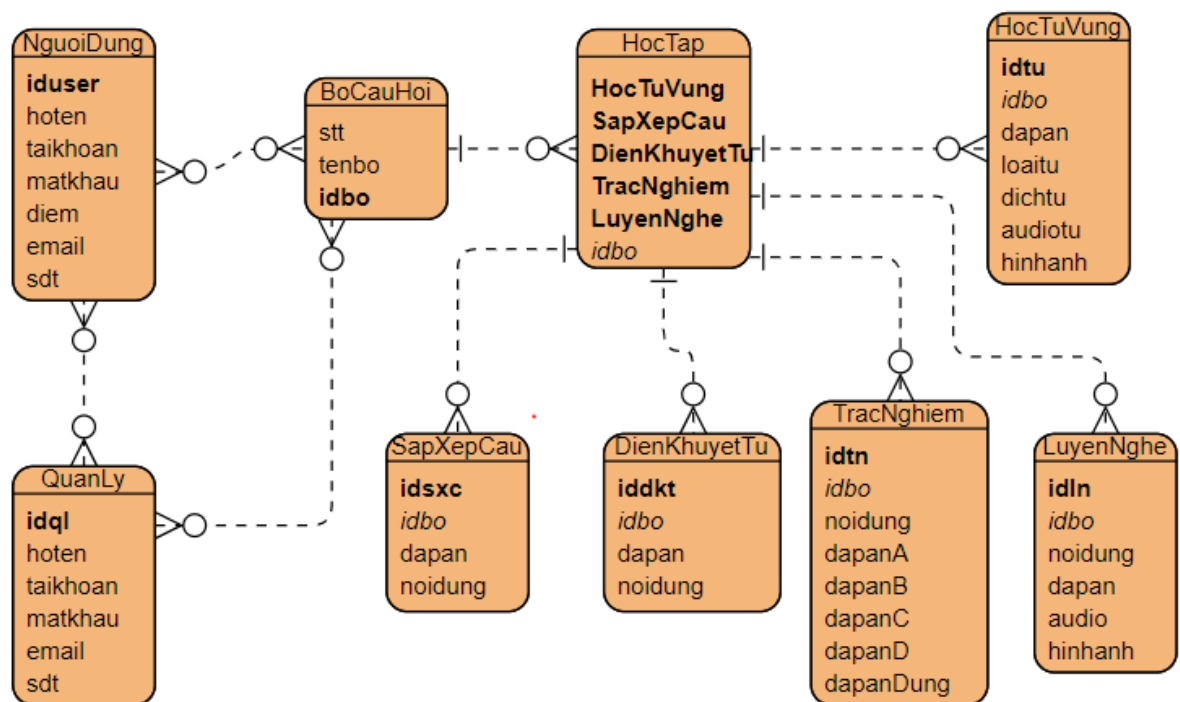 NguoiDung
iduser
hoten
taikhoan
matkhau
diem
email
sdt
BoCauHoi
stt
tenbo
idbo
HocTap
HocTuVung
SapXepCau
DienKhuyetTu
TracNghiem
LuyenNghe
idbo
HocTuVung
idtu
idbo
dapan
loaitu
dichtu
audiotu
hinhanh
QuanLy
idql
hoten
taikhoan
matkhau
email
sdt
SapXepCau
idsxc
idbo
dapan
noidung
DienKhuyetTu
iddkt
idbo
dapan
noidung
TracNghiem
idtn
idbo
noidung
dapanA
dapanB
dapanC
dapanD
dapanDung
LuyenNghe
idln
idbo
noidung
dapan
audio
hinhanh